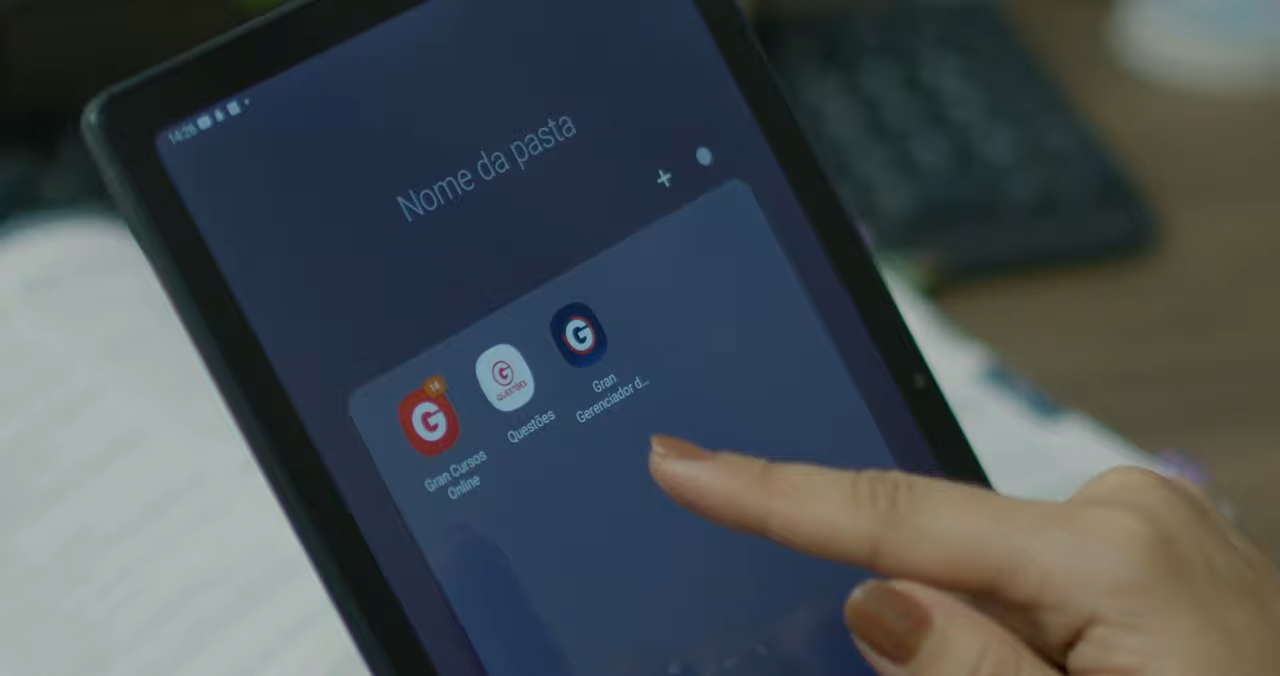 14:26
Nome da pasta
14
G
G
QUESTÕES
G
Gran Cursos
Online
Questões
Gran
Gerenciador d...